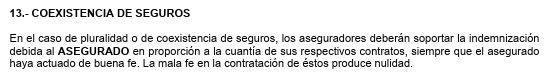 13.- COEXISTENCIA DE SEGUROS
En el caso de pluralidad o de coexistencia de seguros, los aseguradores deberán soportar la indemnización
debida al ASEGURADO en proporción a la cuantía de sus respectivos contratos, siempre que el asegurado
haya actuado de buena fe. La mala fe en la contratación de éstos produce nulidad.